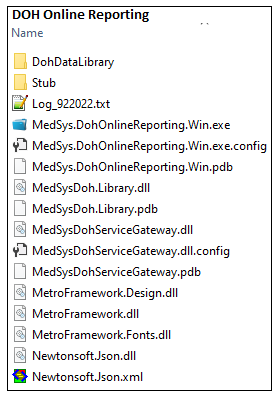 DOH Online Reporting
Name
DohDataLibrary
Stub
Log_922022.txt
MedSys.DohOnlineReporting.Win.exe
MedSys.DohOnlineReporting.Win.exe.config
MedSys.DohOnlineReporting.Win.pdb
MedSysDoh.Library.dll
MedSysDoh.Library.pdb
MedSysDohServiceGateway.dll
MedSysDohServiceGateway.dll.config
MedSysDohServiceGateway.pdb
MetroFramework.Design.dll
MetroFramework.dll
MetroFramework.Fonts.dll
Newtonsoft.Json.dll
Newtonsoft.Json.xml